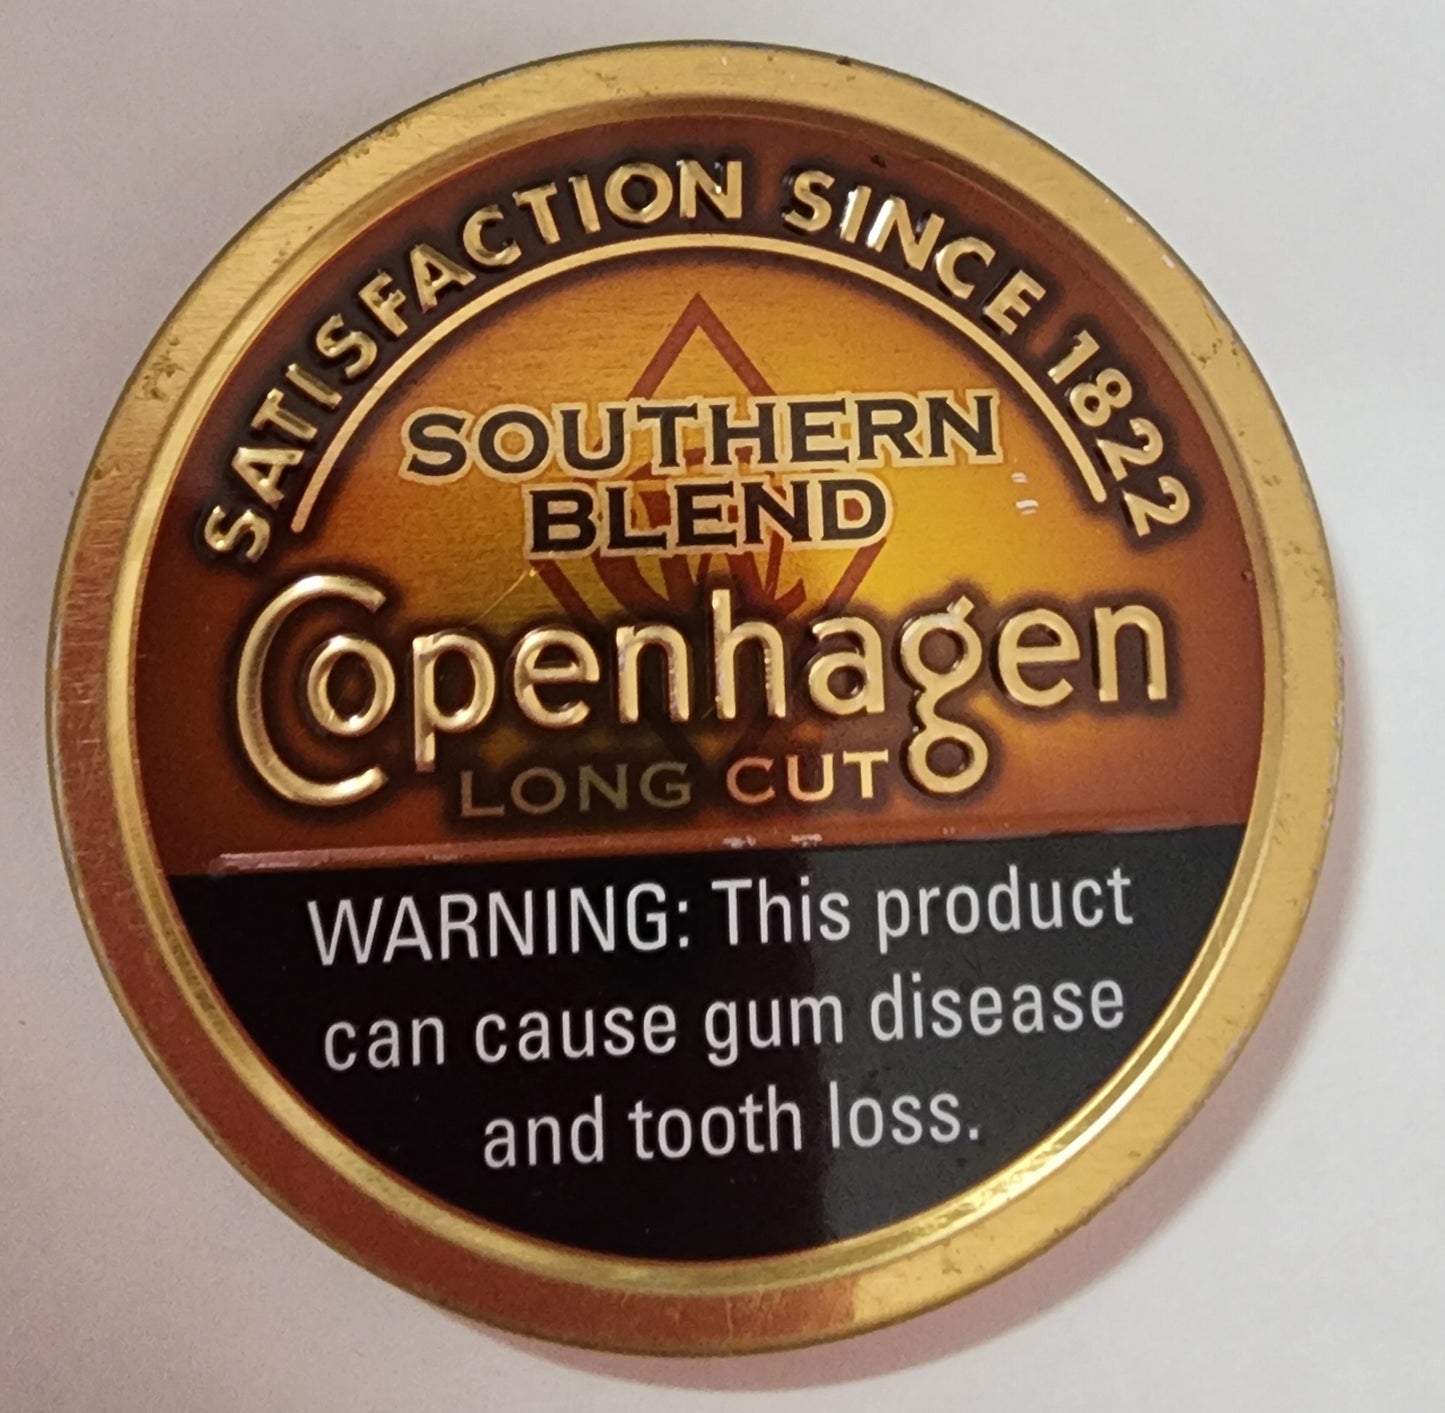 SATISFACTION SINCE 1822
SOUTHERN
BLEND
Copenhagen
LONG CUT
WARNING: This product
can cause gum disease
and tooth loss.